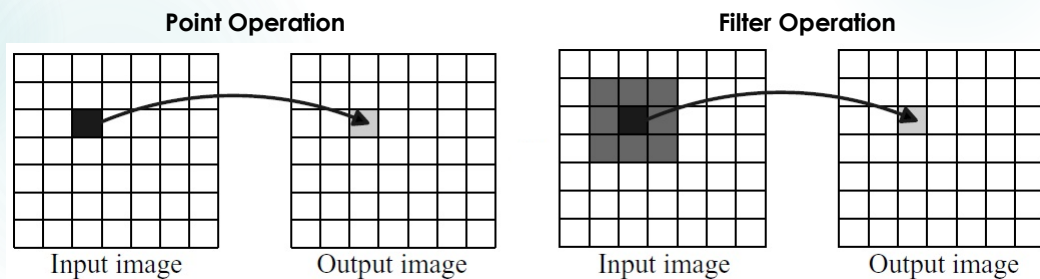 Point Operation
Filter Operation
Input image
Output image
Input image
Output image